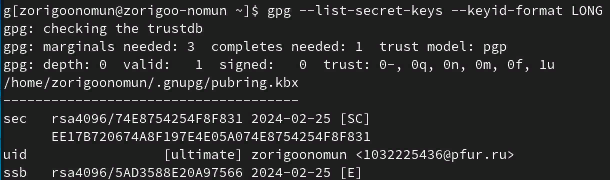 g[zorigoonomun@zorigoo-nomun ~]$ gpg --list-secret-keys --keyid-format LONG
gpg: checking the trustdb
gpg: marginals needed: 3  completes needed: 1  trust model: pgp
gpg: depth: 0  valid:   1  signed:   0  trust: 0-, 0q, 0n, 0m, 0f, 1u
/home/zorigoonomun/.gnupg/pubring.kbx
-------------------------------------
sec   rsa4096/74E8754254F8F831 2024-02-25 [SC]
      EE17B720674A8F197E4E05A074E8754254F8F831
uid                 [ultimate] zorigoonomun <1032225436@pfur.ru>
ssb   rsa4096/5AD3588E20A97566 2024-02-25 [E]